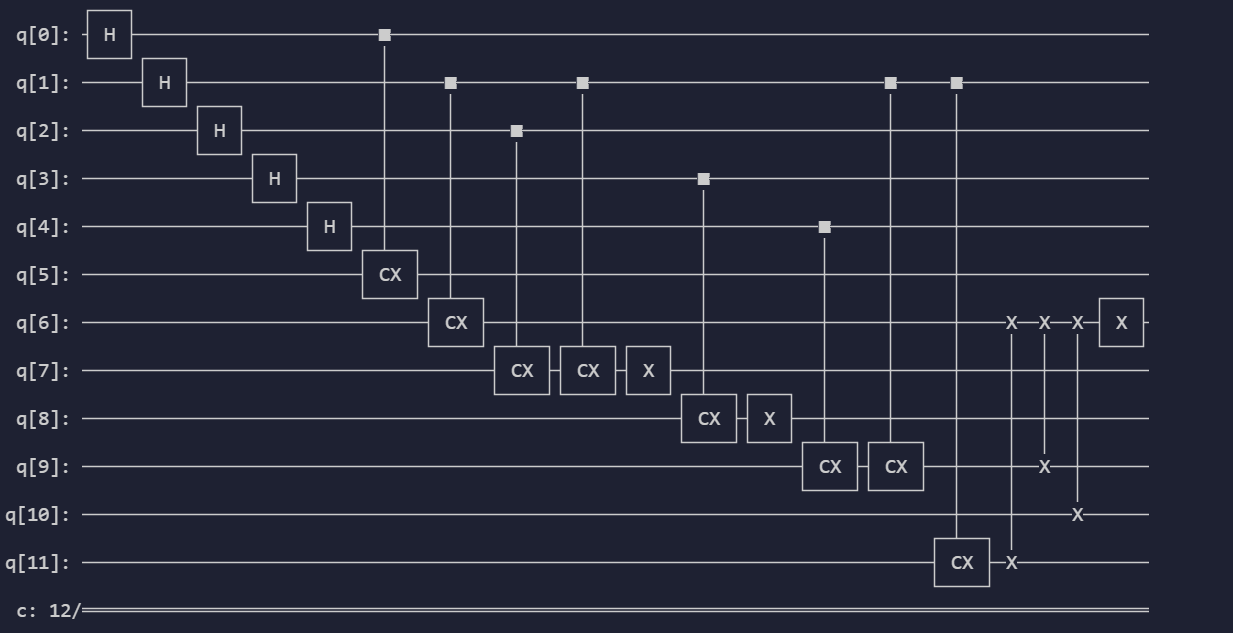 q[0]: H
q[1]: H
q[2]: H
q[3]: H
q[4]: H
q[5]: CX
q[6]: CX X X X X
q[7]: CX CX X
q[8]: CX X
q[9]: CX CX X
q[10]: X
q[11]: CX X
c: 12/